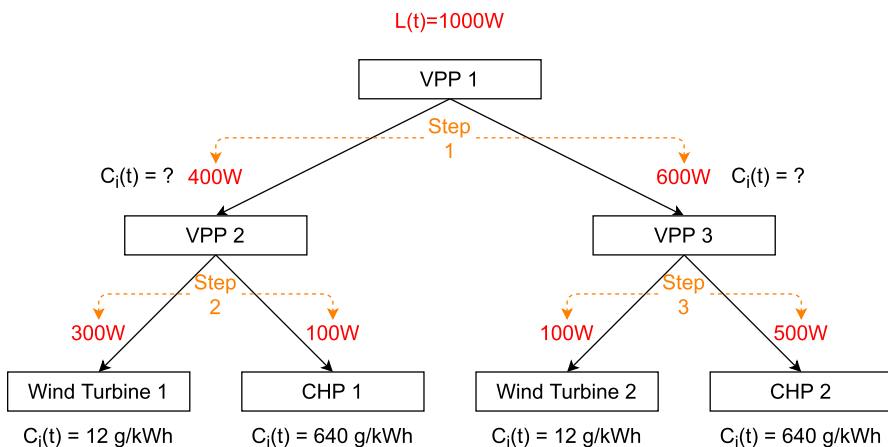 L(t)=1000W
VPP 1
Step
1
Cᵢ(t) = ? 400W
600W Cᵢ(t) = ?
VPP 2
VPP 3
Step
2
Step
3
300W
100W
100W
500W
Wind Turbine 1
CHP 1
Wind Turbine 2
CHP 2
Cᵢ(t) = 12 g/kWh
Cᵢ(t) = 640 g/kWh
Cᵢ(t) = 12 g/kWh
Cᵢ(t) = 640 g/kWh